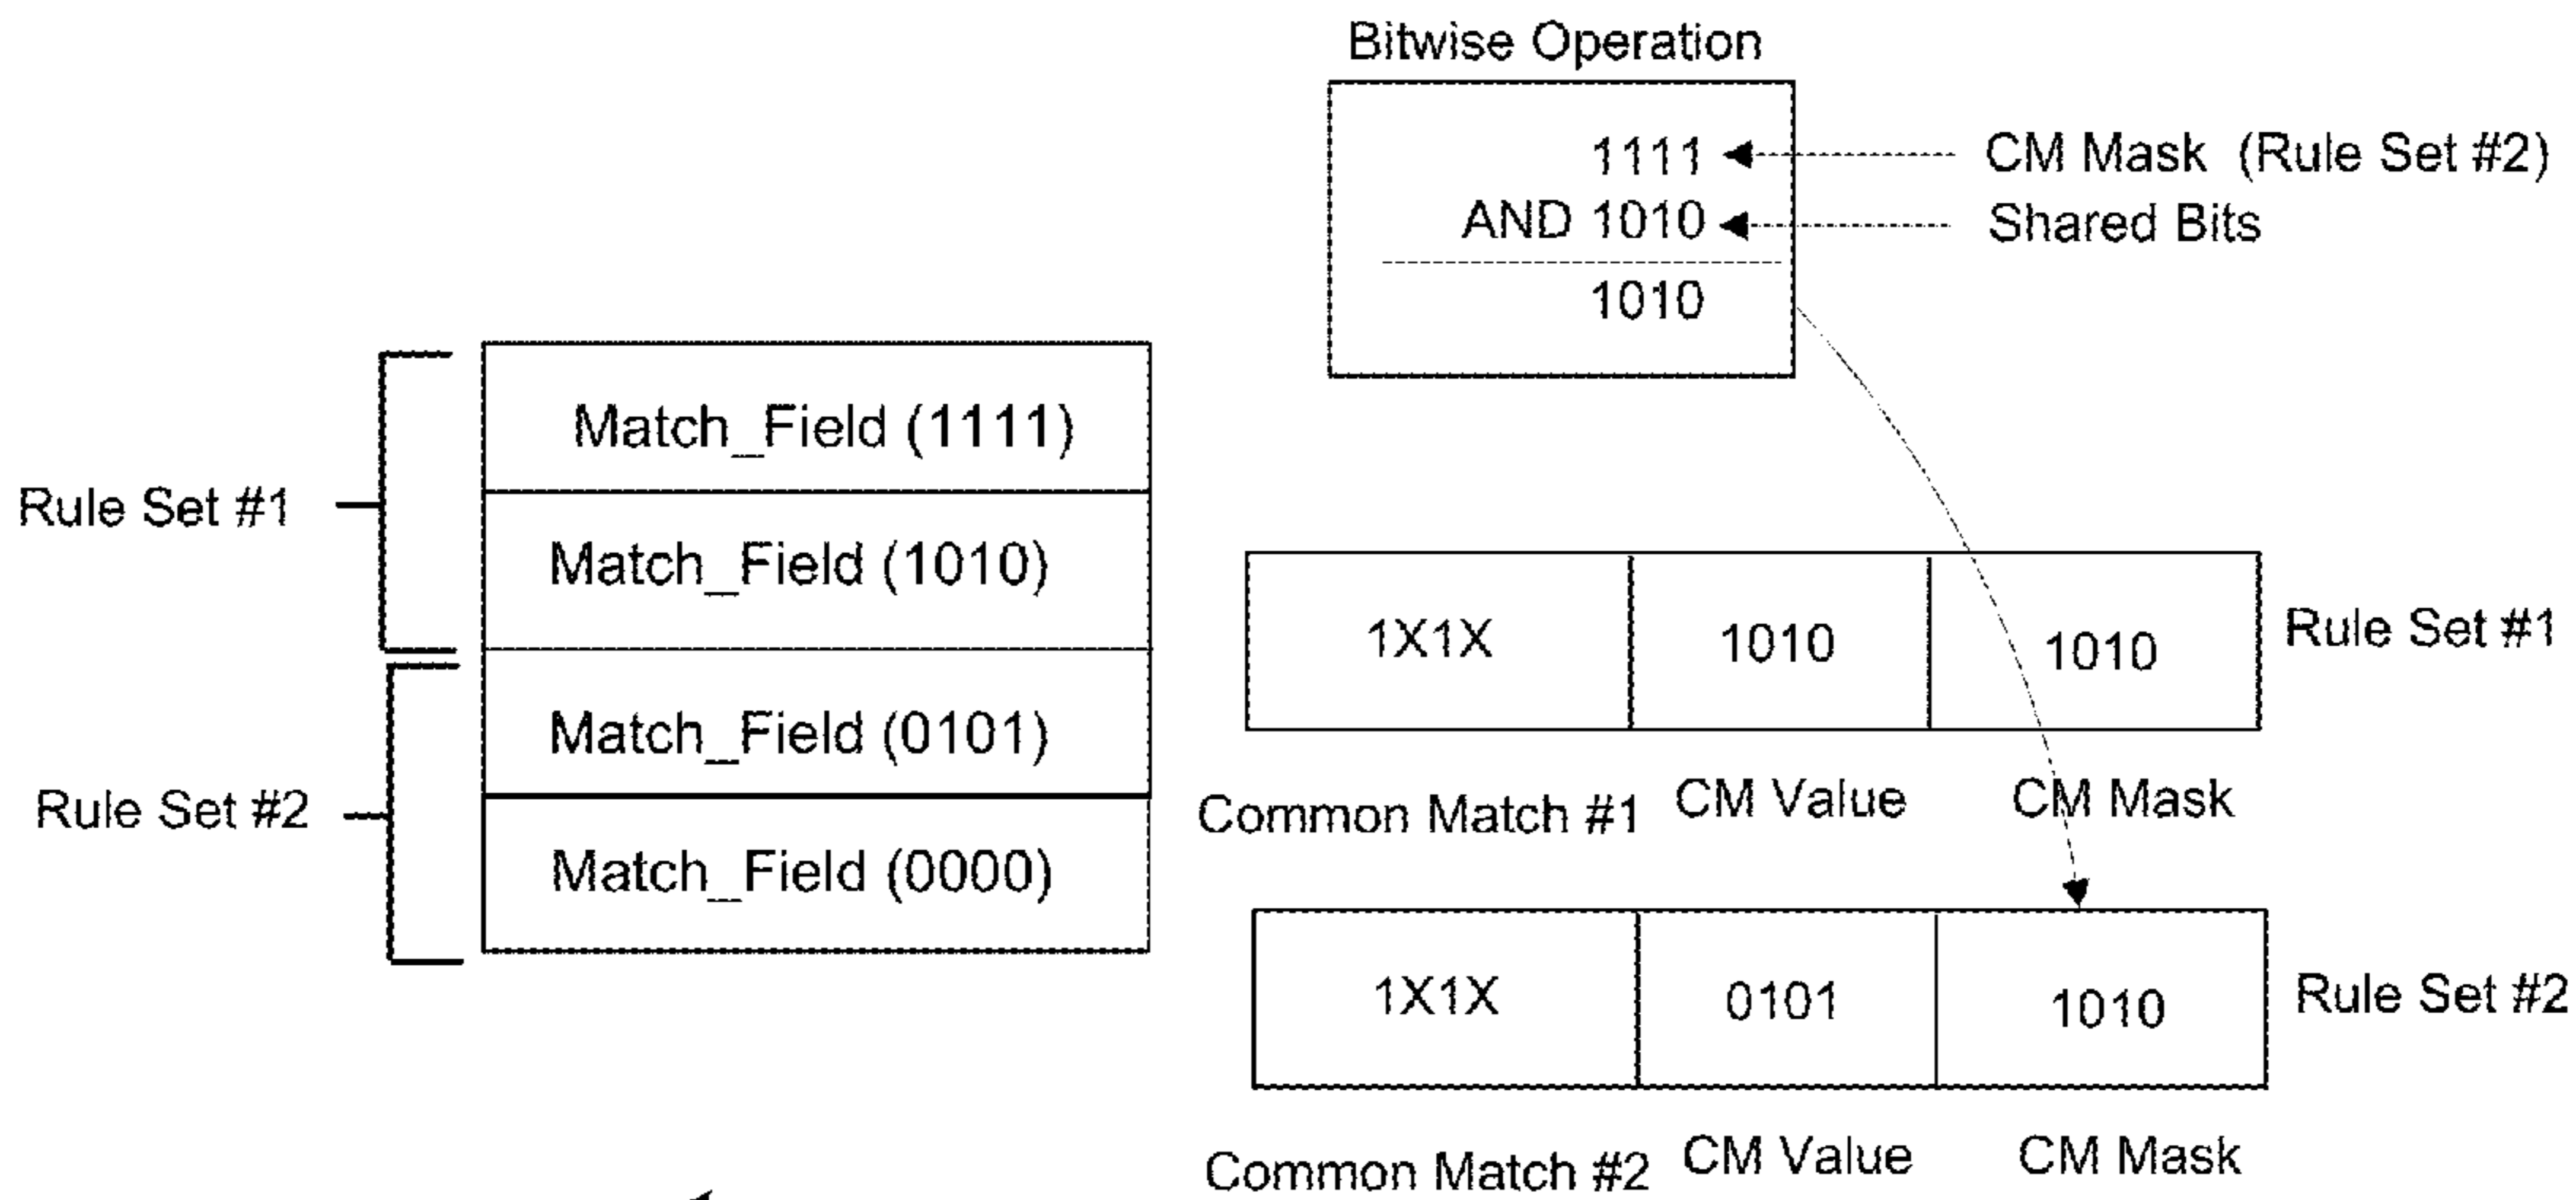 Bitwise Operation
1111
CM Mask (Rule Set #2)
AND 1010
Shared Bits
1010
Rule Set #1
Match_Field (1111)
Match_Field (1010)
Rule Set #2
Match_Field (0101)
Match_Field (0000)
1X1X 1010 1010 Rule Set #1
Common Match #1 CM Value CM Mask
1X1X 0101 1010 Rule Set #2
Common Match #2 CM Value CM Mask